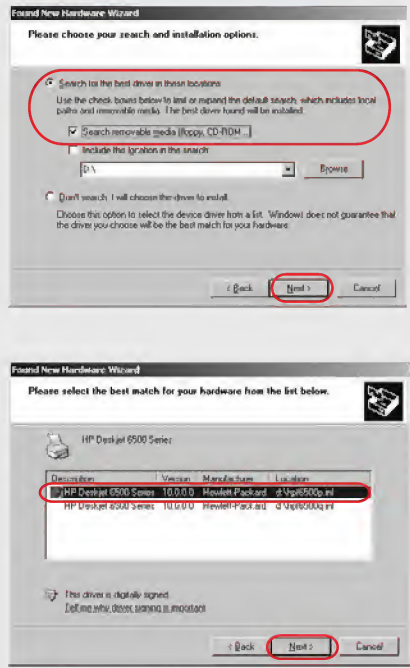 Found New Hardware Wizard
Please choose your search and installation options.
Search for the best driver in these locations.
Use the check boxes below to limit or expand the default search, which includes local
paths and removable media. The best driver found will be installed.
Search removable media (floppy, CD-ROM...)
Include this location in the search:
D:\
Browse
Don't search. I will choose the driver to install.
Choose this option to select the device driver from a list. Windows does not guarantee that
the driver you choose will be the best match for your hardware.
< Back
Next >
Cancel
Found New Hardware Wizard
Please select the best match for your hardware from the list below.
HP Deskjet 6500 Series
Description Version Manufacturer Location
HP Deskjet 6500 Series 10.0.0.0 Hewlett-Packard
HP Deskjet 6500 Series 10.0.0.0 Hewlett-Packard
This driver is digitally signed.
Tell me why driver signing is important
< Back
Next >
Cancel